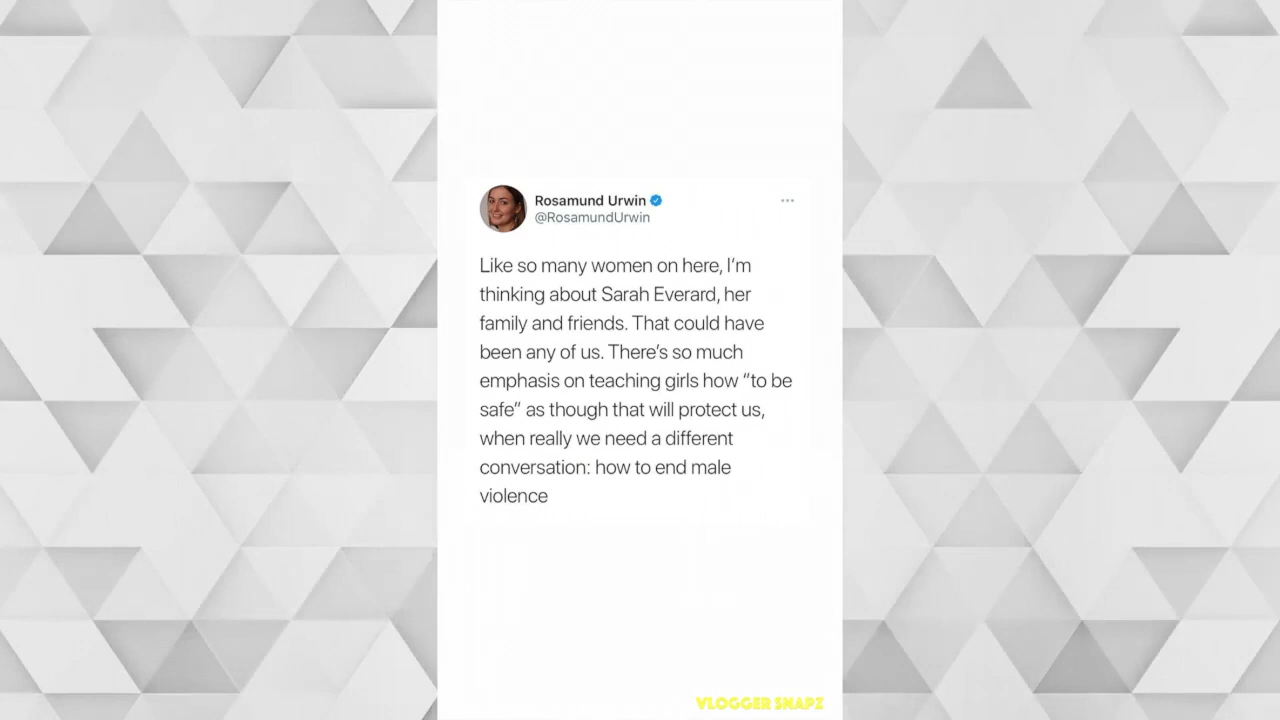 Rosamund Urwin
@RosamundUrwin
Like so many women on here, I’m
thinking about Sarah Everard, her
family and friends. That could have
been any of us. There’s so much
emphasis on teaching girls how “to be
safe” as though that will protect us,
when really we need a different
conversation: how to end male
violence
VLOGGER SNAPZ